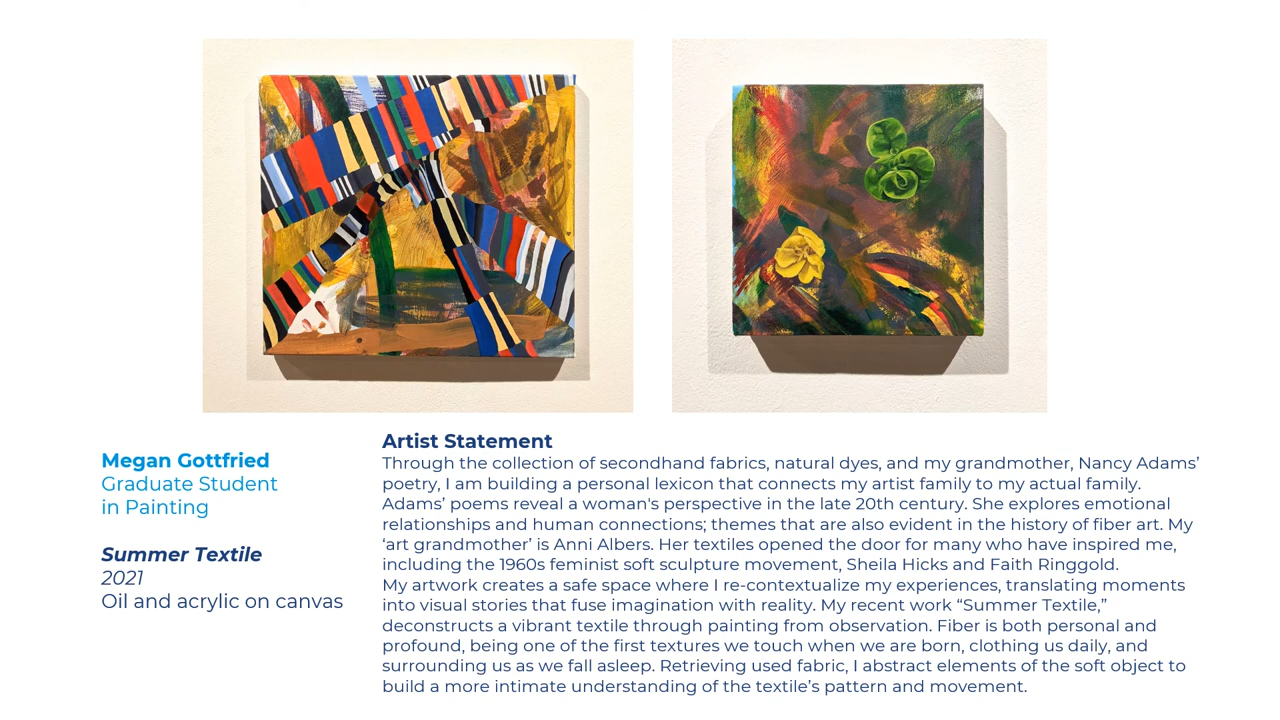 Megan Gottfried
Graduate Student
in Painting
Summer Textile
2021
Oil and acrylic on canvas
Artist Statement
Through the collection of secondhand fabrics, natural dyes, and my grandmother, Nancy Adams’
poetry, I am building a personal lexicon that connects my artist family to my actual family.
Adams’ poems reveal a woman's perspective in the late 20th century. She explores emotional
relationships and human connections; themes that are also evident in the history of fiber art. My
‘art grandmother’ is Anni Albers. Her textiles opened the door for many who have inspired me,
including the 1960s feminist soft sculpture movement, Sheila Hicks and Faith Ringgold.
My artwork creates a safe space where I re-contextualize my experiences, translating moments
into visual stories that fuse imagination with reality. My recent work “Summer Textile,”
deconstructs a vibrant textile through painting from observation. Fiber is both personal and
profound, being one of the first textures we touch when we are born, clothing us daily, and
surrounding us as we fall asleep. Retrieving used fabric, I abstract elements of the soft object to
build a more intimate understanding of the textile’s pattern and movement.